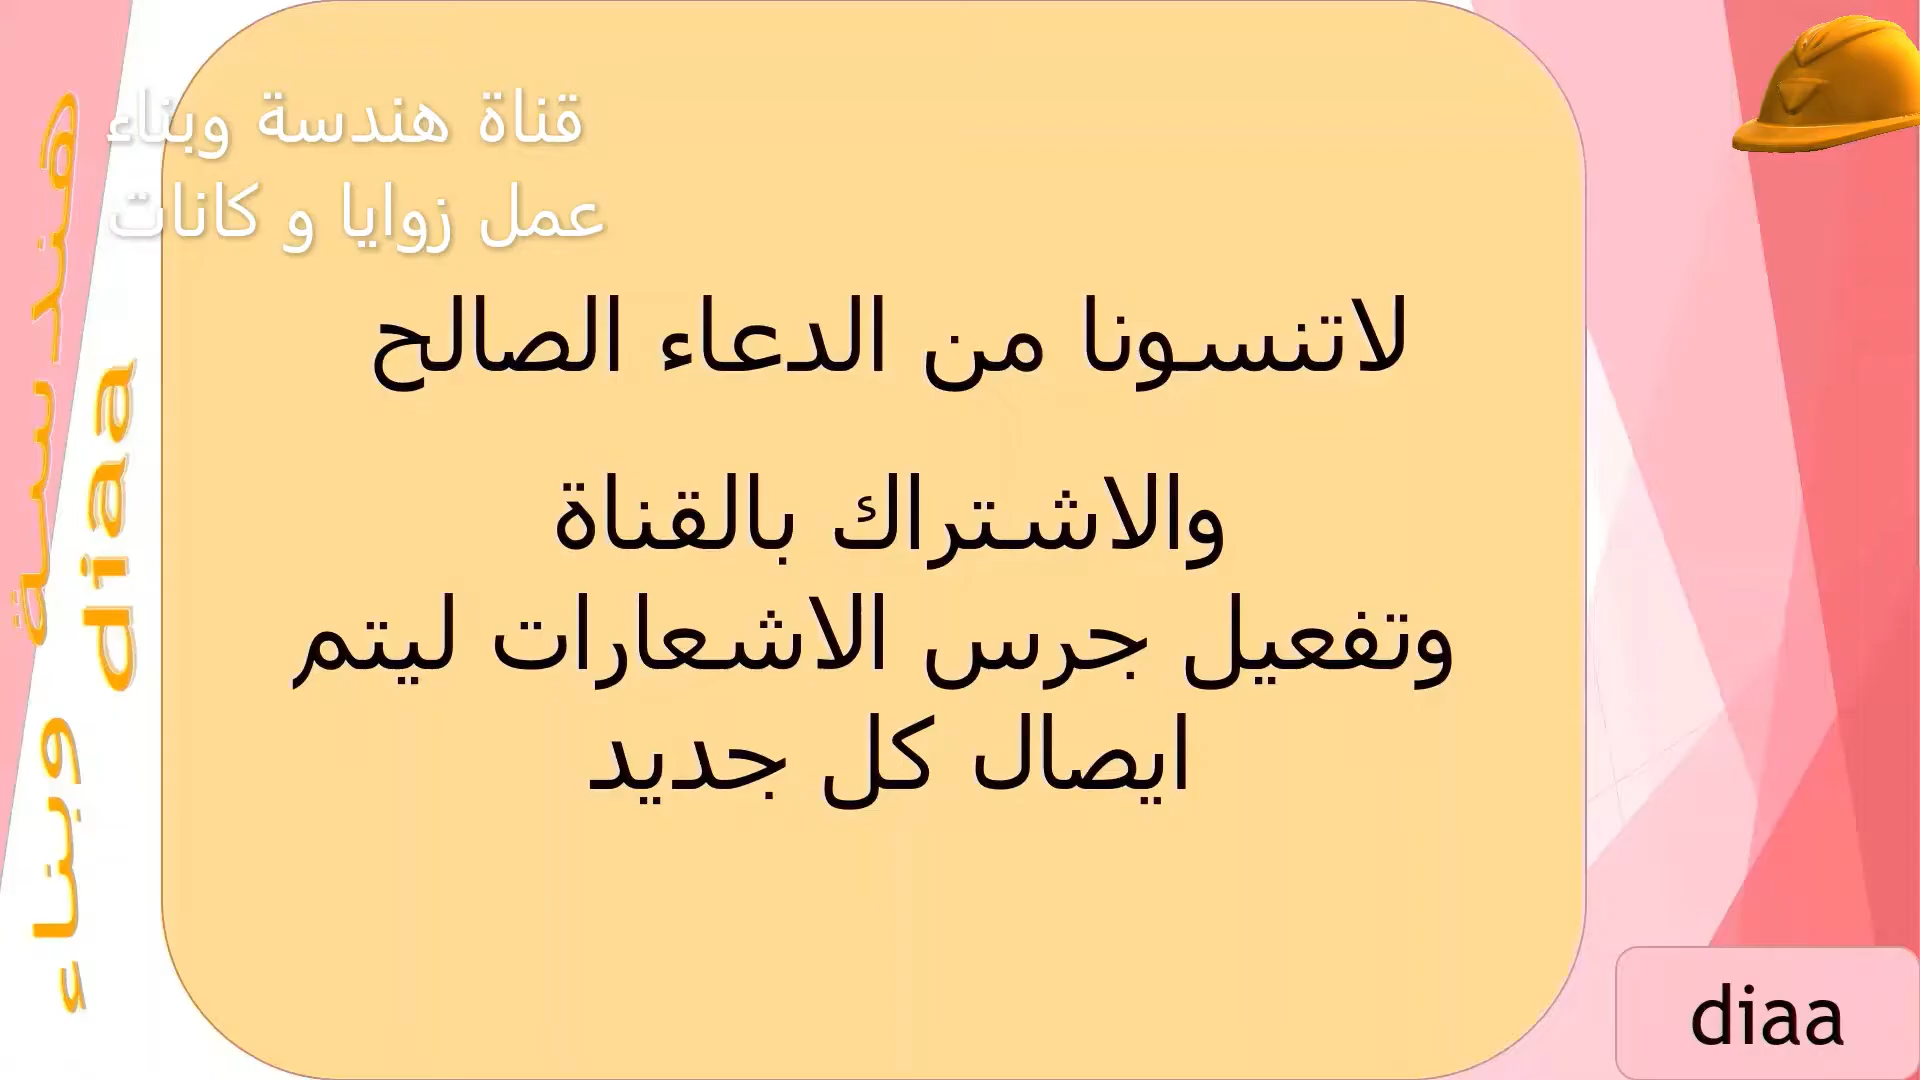 قناة هندسة وبناء
عمل زوايا و كانات
لاتنسونا من الدعاء الصالح
والاشتراك بالقناة
وتفعيل جرس الاشعارات ليتم
ايصال كل جديد
هندسة وبناء
diaa
diaa